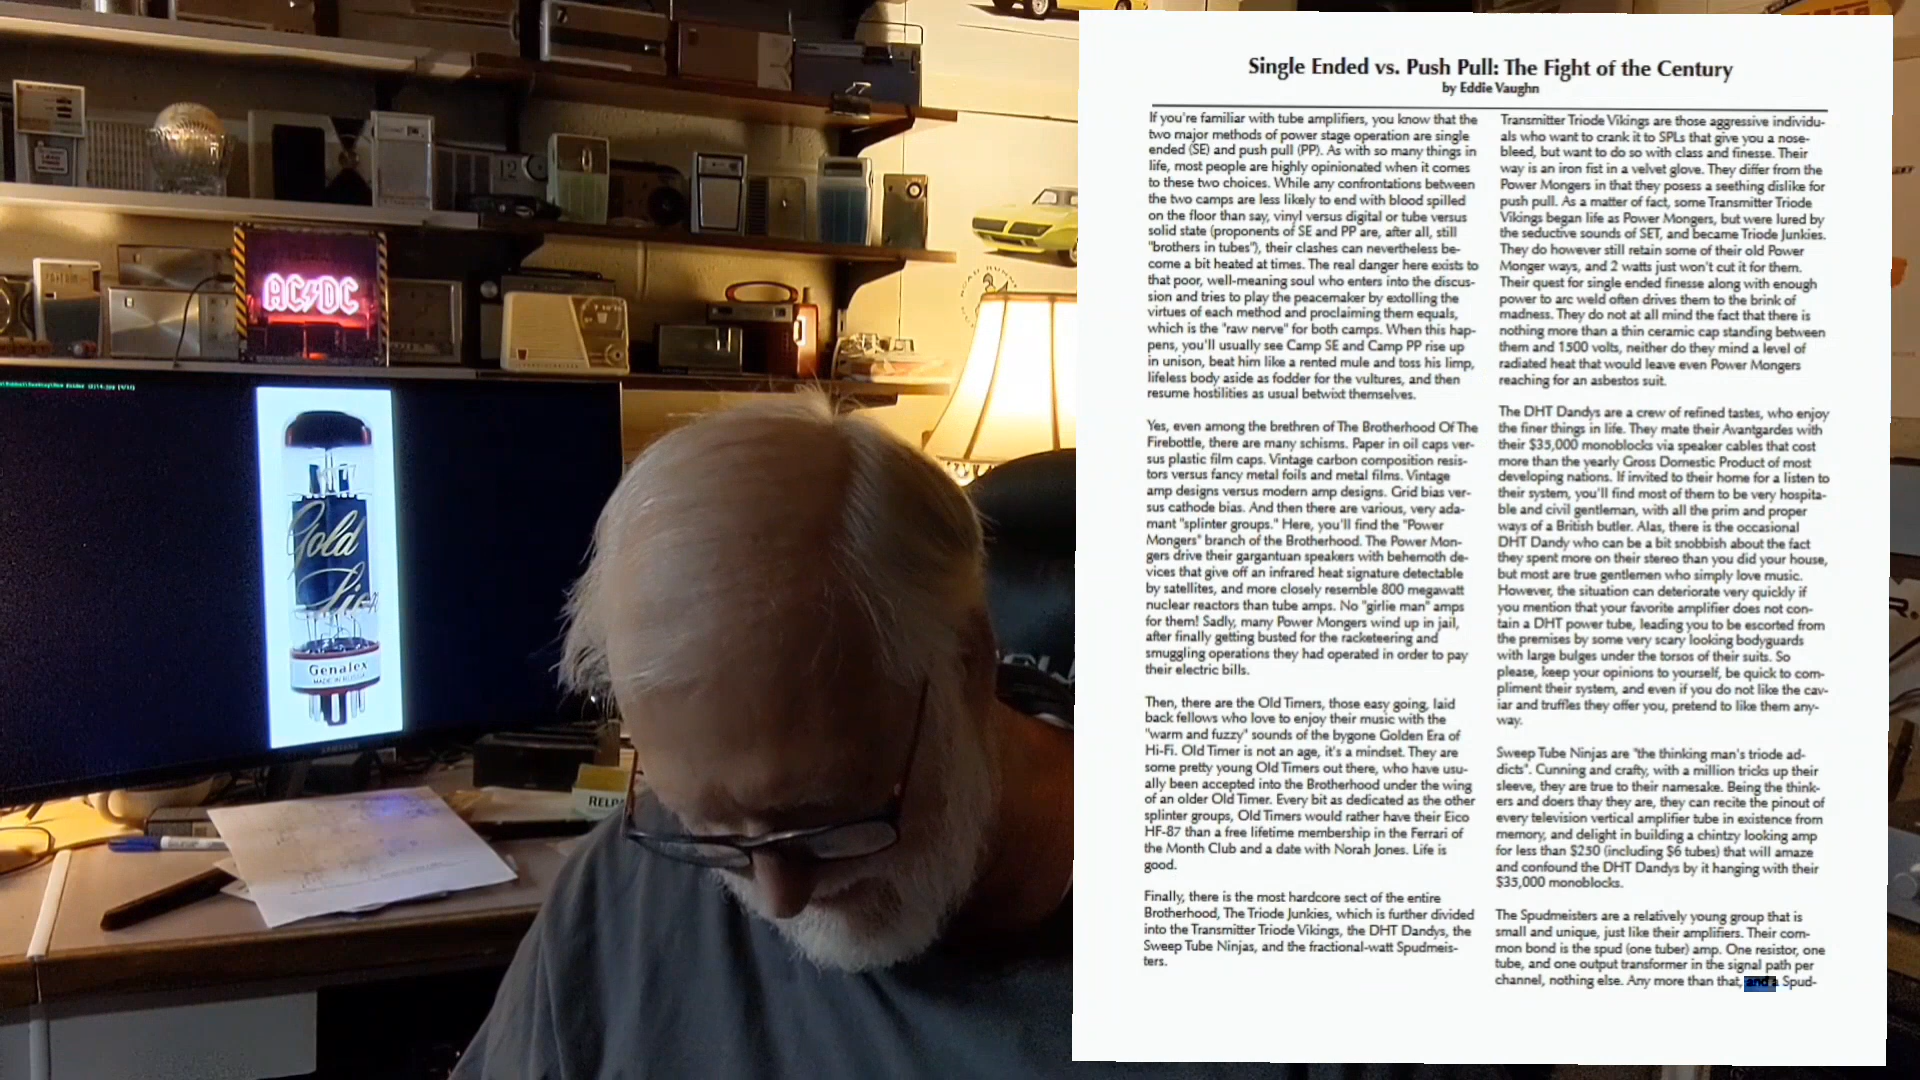 AC/DC
Gold
Lion
Genalex
MADE IN RUSSIA
SAMSUNG
Single Ended vs. Push Pull: The Fight of the Century
by Eddie Vaughn
If you're familiar with tube amplifiers, you know that the
two major methods of power stage operation are single
ended (SE) and push pull (PP). As with so many things in
life, most people are highly opinionated when it comes
to these two choices. While any confrontations between
the two camps are less likely to end with blood spilled
on the floor than say, vinyl versus digital or tube versus
solid state (proponents of SE and PP are, after all, still
"brothers in tubes"), their clashes can nevertheless be-
come a bit heated at times. The real danger here exists to
that poor, well-meaning soul who enters into the discus-
sion and tries to play the peacemaker by extolling the
virtues of each method and proclaiming them equals,
which is the "raw nerve" for both camps. When this hap-
pens, you'll usually see Camp SE and Camp PP rise up
in unison, beat him like a rented mule and toss his limp,
lifeless body aside as fodder for the vultures, and then
resume hostilities as usual betwixt themselves.
Yes, even among the brethren of The Brotherhood Of The
Firebottle, there are many schisms. Paper in oil caps ver-
sus plastic film caps. Vintage carbon composition resis-
tors versus fancy metal foils and metal films. Vintage
amp designs versus modern amp designs. Grid bias ver-
sus cathode bias. And then there are various, very ada-
mant "splinter groups." Here, you'll find the "Power
Mongers" branch of the Brotherhood. The Power Mon-
gers drive their gargantuan speakers with behemoth de-
vices that give off an infrared heat signature detectable
by satellites, and more closely resemble 800 megawatt
nuclear reactors than tube amps. No "girlie man" amps
for them! Sadly, many Power Mongers wind up in jail,
after finally getting busted for the racketeering and
smuggling operations they had operated in order to pay
their electric bills.
Then, there are the Old Timers, those easy going, laid
back fellows who love to enjoy their music with the
"warm and fuzzy" sounds of the bygone Golden Era of
Hi-Fi. Old Timer is not an age, it's a mindset. They are
some pretty young Old Timers out there, who have usu-
ally been accepted into the Brotherhood under the wing
of an older Old Timer. Every bit as dedicated as the other
splinter groups, Old Timers would rather have their Eico
HF-87 than a free lifetime membership in the Ferrari of
the Month Club and a date with Norah Jones. Life is
good.
Finally, there is the most hardcore sect of the entire
Brotherhood, The Triode Junkies, which is further divided
into the Transmitter Triode Vikings, the DHT Dandys, the
Sweep Tube Ninjas, and the fractional-watt Spudmeis-
ters.
Transmitter Triode Vikings are those aggressive individu-
als who want to crank it to SPLs that give you a nose-
bleed, but want to do so with class and finesse. Their
way is an iron fist in a velvet glove. They differ from the
Power Mongers in that they posess a seething dislike for
push pull. As a matter of fact, some Transmitter Triode
Vikings began life as Power Mongers, but were lured by
the seductive sounds of SET, and became Triode Junkies.
They do however still retain some of their old Power
Monger ways, and 2 watts just won't cut it for them.
Their quest for single ended finesse along with enough
power to arc weld often drives them to the brink of
madness. They do not at all mind the fact that there is
nothing more than a thin ceramic cap standing between
them and 1500 volts, neither do they mind a level of
radiated heat that would leave even Power Mongers
reaching for an asbestos suit.
The DHT Dandys are a crew of refined tastes, who enjoy
the finer things in life. They mate their Avantgardes with
their $35,000 monoblocks via speaker cables that cost
more than the yearly Gross Domestic Product of most
developing nations. If invited to their home for a listen to
their system, you'll find most of them to be very hospita-
ble and civil gentleman, with all the prim and proper
ways of a British butler. Alas, there is the occasional
DHT Dandy who can be a bit snobbish about the fact
they spent more on their stereo than you did your house,
but most are true gentlemen who simply love music.
However, the situation can deteriorate very quickly if
you mention that your favorite amplifier does not con-
tain a DHT power tube, leading you to be escorted from
the premises by some very scary looking bodyguards
with large bulges under the torsos of their suits. So
please, keep your opinions to yourself, be quick to com-
pliment their system, and even if you do not like the cav-
iar and truffles they offer you, pretend to like them any-
way.
Sweep Tube Ninjas are "the thinking man's triode ad-
dicts". Cunning and crafty, with a million tricks up their
sleeve, they are true to their namesake. Being the think-
ers and doers thay they are, they can recite the pinout of
every television vertical amplifier tube in existence from
memory, and delight in building a chintzy looking amp
for less than $250 (including $6 tubes) that will amaze
and confound the DHT Dandys by it hanging with their
$35,000 monoblocks.
The Spudmeisters are a relatively young group that is
small and unique, just like their amplifiers. Their com-
mon bond is the spud (one tuber) amp. One resistor, one
tube, and one output transformer in the signal path per
channel, nothing else. Any more than that, and a Spud-